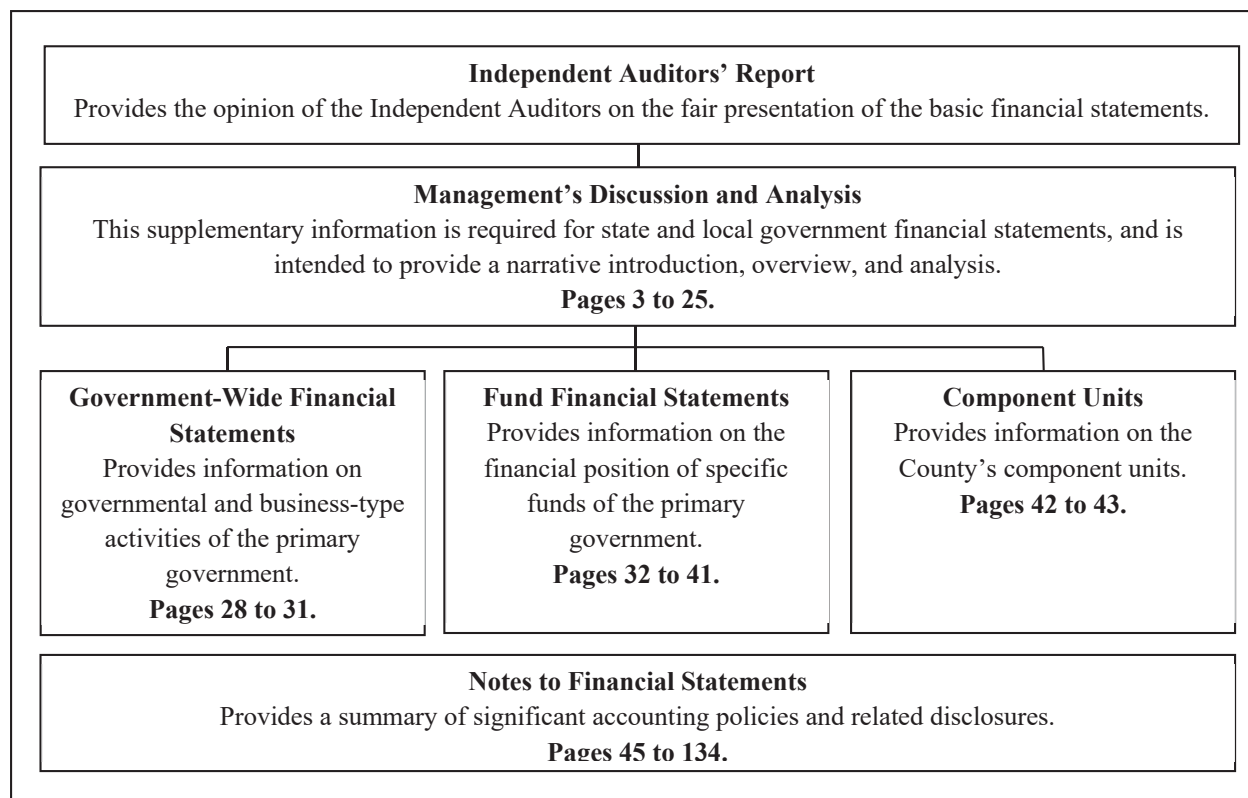 Independent Auditors’ Report
Provides the opinion of the Independent Auditors on the fair presentation of the basic financial statements.
Management’s Discussion and Analysis
This supplementary information is required for state and local government financial statements, and is
intended to provide a narrative introduction, overview, and analysis.
Pages 3 to 25.
Government-Wide Financial
Statements
Provides information on
governmental and business-type
activities of the primary
government.
Pages 28 to 31.
Fund Financial Statements
Provides information on the
financial position of specific
funds of the primary
government.
Pages 32 to 41.
Component Units
Provides information on the
County’s component units.
Pages 42 to 43.
Notes to Financial Statements
Provides a summary of significant accounting policies and related disclosures.
Pages 45 to 134.